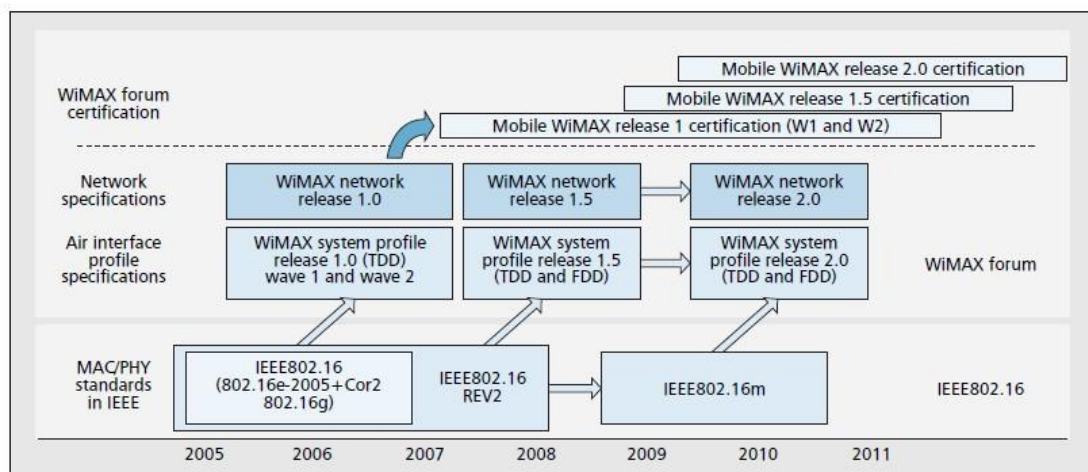 Mobile WiMAX release 2.0 certification
WiMAX forum
certification
Mobile WiMAX release 1.5 certification
Mobile WiMAX release 1 certification (W1 and W2)
Network
specifications
WiMAX network
release 1.0
WiMAX network
release 1.5
WiMAX network
release 2.0
Air interface
profile
specifications
WiMAX system profile
release 1.0 (TDD)
wave 1 and wave 2
WiMAX system
profile release 1.5
(TDD and FDD)
WiMAX system
profile release 2.0
(TDD and FDD)
WiMAX forum
MAC/PHY
standards
in IEEE
IEEE802.16
(802.16e-2005+Cor2
802.16g)
IEEE802.16
REV2
IEEE802.16m
IEEE802.16
2005 2006 2007 2008 2009 2010 2011